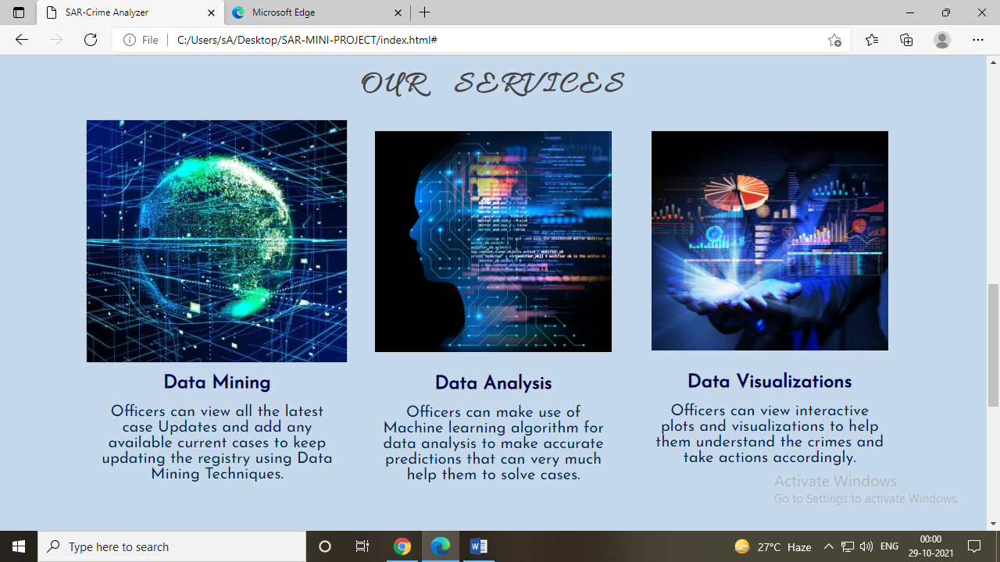 SAR-Crime Analyzer
Microsoft Edge
File
C:/Users/sA/Desktop/SAR-MINI-PROJECT/index.html#
OUR SERVICES
Data Mining
Officers can view all the latest
case Updates and add any
available current cases to keep
updating the registry using Data
Mining Techniques.
Data Analysis
Officers can make use of
Machine learning algorithm for
data analysis to make accurate
predictions that can very much
help them to solve cases.
Data Visualizations
Officers can view interactive
plots and visualizations to help
them understand the crimes and
take actions accordingly.
Activate Windows
Go to Settings to activate Windows.
Type here to search
27°C Haze
ENG
00:00
29-10-2021